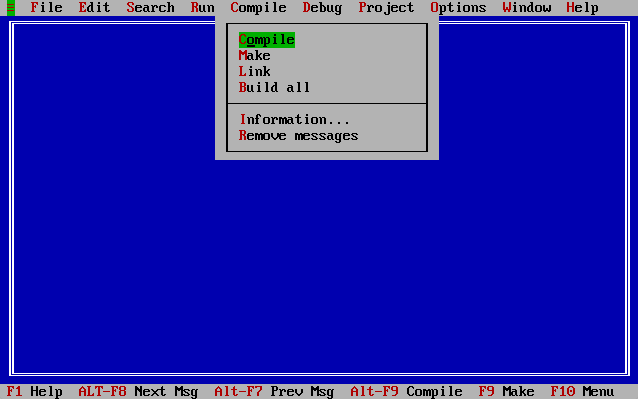 ≡ File Edit Search Run Compile Debug Project Options Window Help
Compile
Make
Link
Build all
Information...
Remove messages
F1 Help ALT-F8 Next Msg Alt-F7 Prev Msg Alt-F9 Compile F9 Make F10 Menu